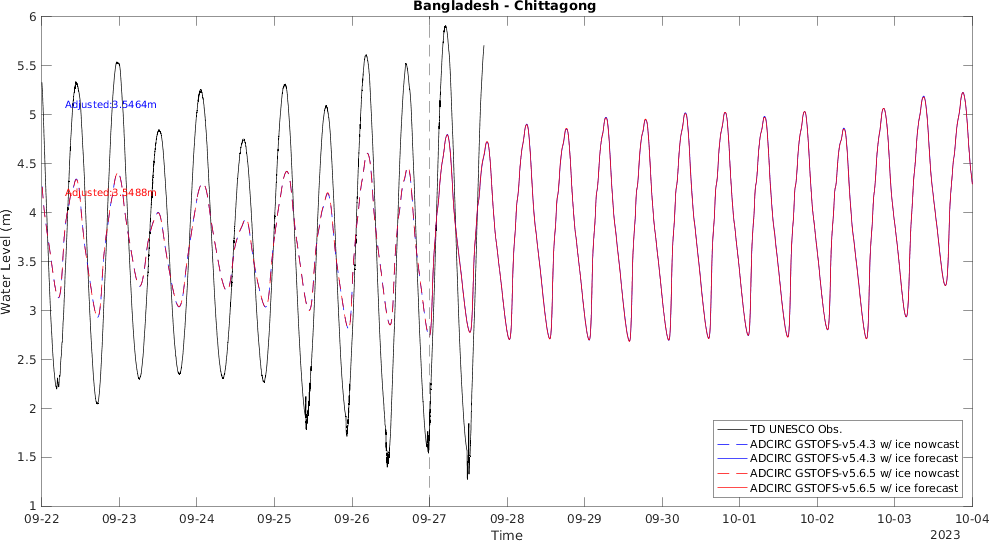 Bangladesh - Chittagong
6
5.5
5
4.5
4
3.5
3
2.5
2
1.5
1
Water Level (m)
Adjusted:3.5464m
Adjusted:3.5488m
TD UNESCO Obs.
ADCIRC GSTOFS-v5.4.3 w/ ice nowcast
ADCIRC GSTOFS-v5.4.3 w/ ice forecast
ADCIRC GSTOFS-v5.6.5 w/ ice nowcast
ADCIRC GSTOFS-v5.6.5 w/ ice forecast
09-22 09-23 09-24 09-25 09-26 09-27 09-28 09-29 09-30 10-01 10-02 10-03 10-04
Time
2023